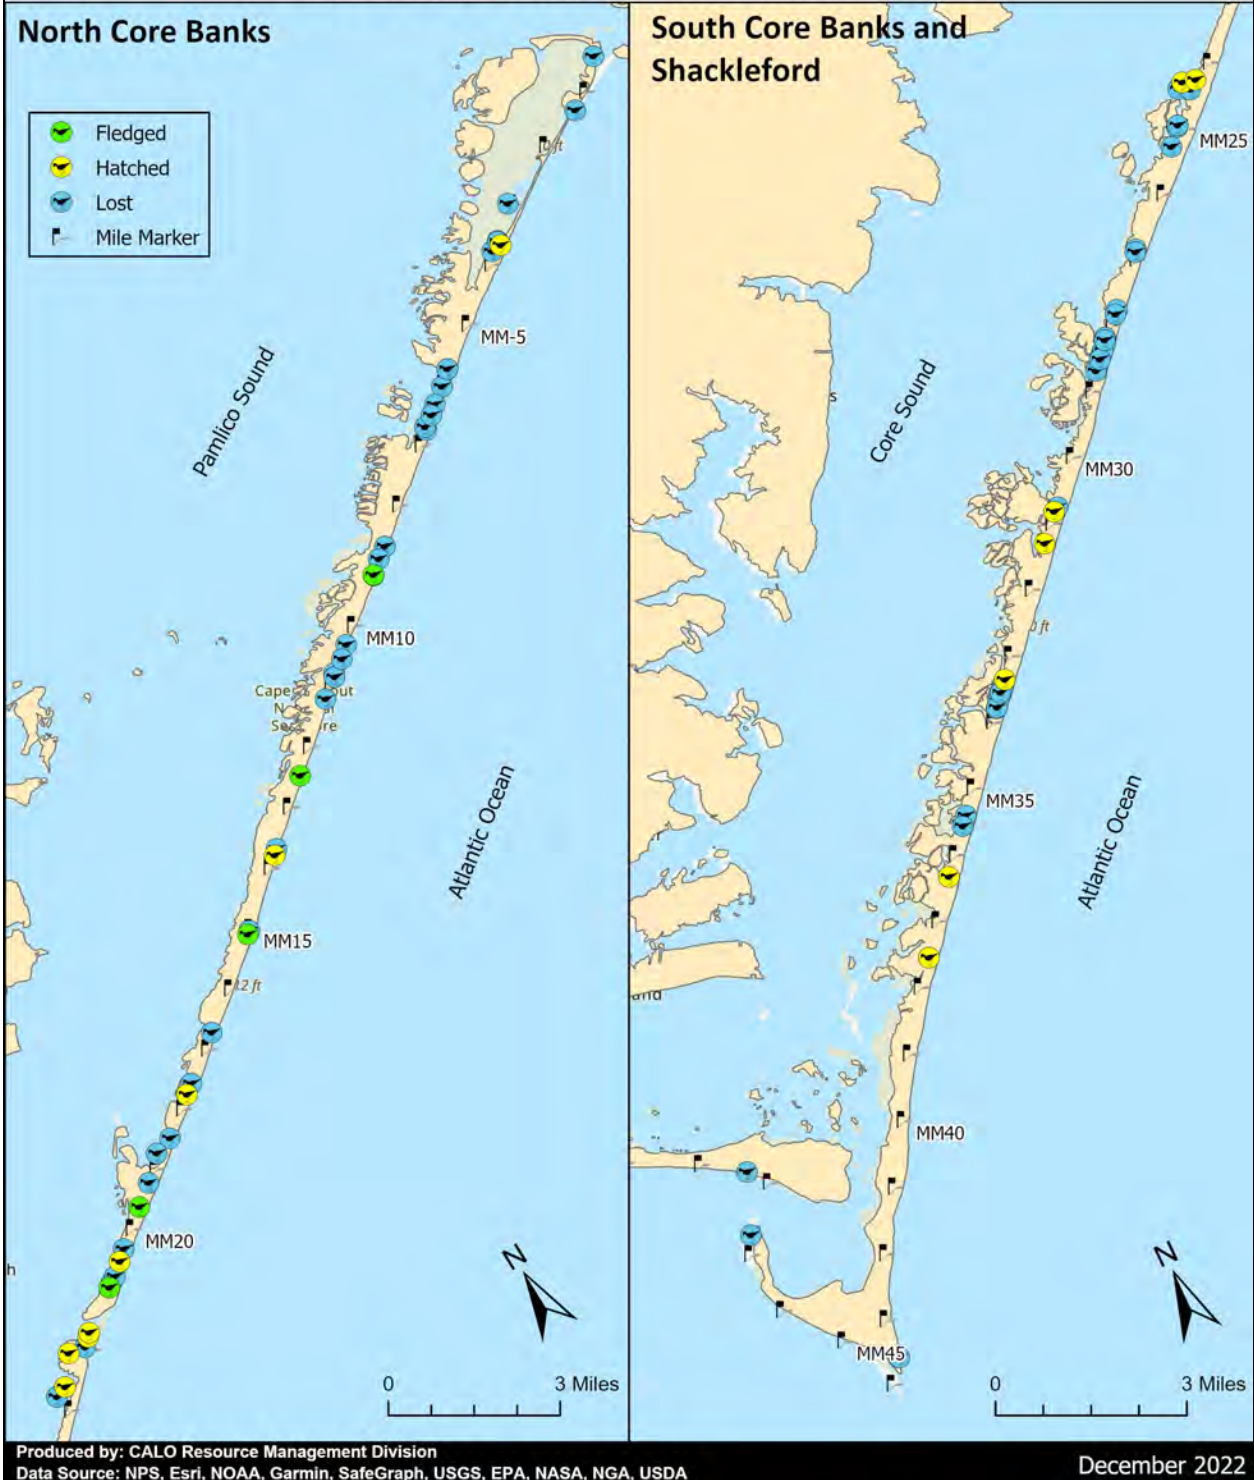 North Core Banks
Fledged
Hatched
Lost
Mile Marker
Pamlico Sound
MM-5
MM10
Atlantic Ocean
MM15
12 ft
MM20
h
N
0 3 Miles
South Core Banks and
Shackleford
MM25
s
Core Sound
MM30
MM35
Atlantic Ocean
MM40
MM45
N
0 3 Miles
Produced by: CALO Resource Management Division
Data Source: NPS, Esri, NOAA, Garmin, SafeGraph, USGS, EPA, NASA, NGA, USDA
December 2022